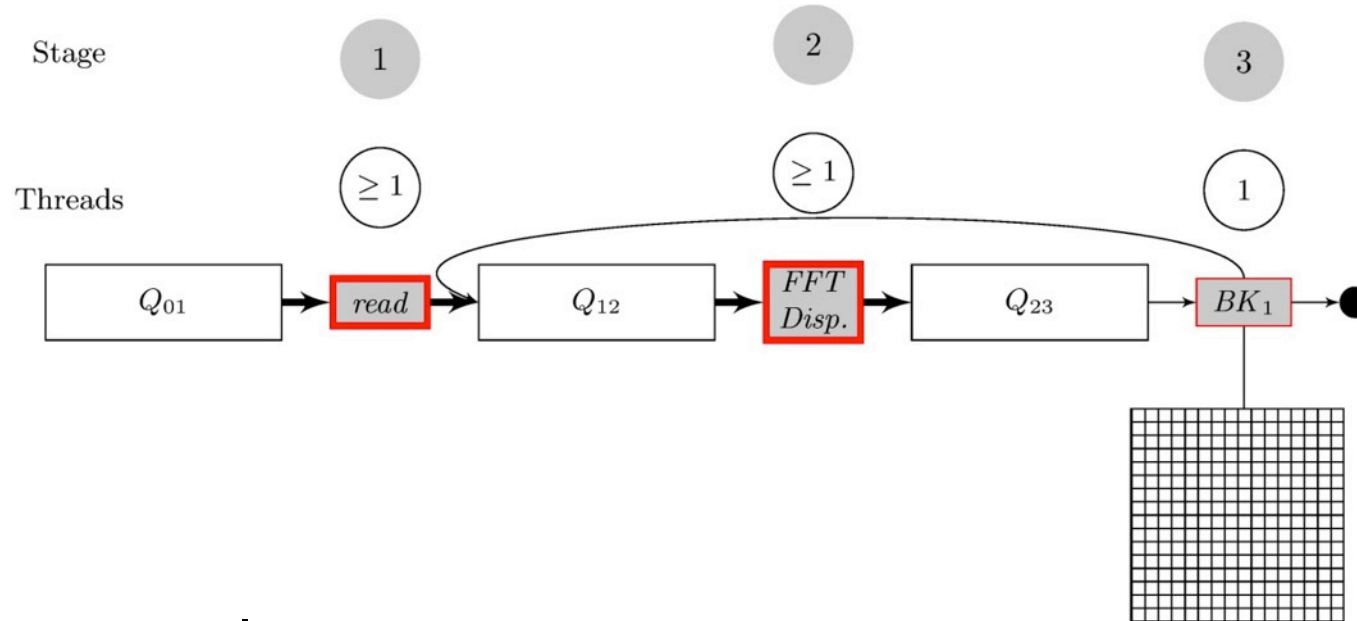 Stage 1 2 3
Threads ≥ 1 ≥ 1 1
Q₀₁ read Q₁₂ FFT Disp. Q₂₃ BK₁